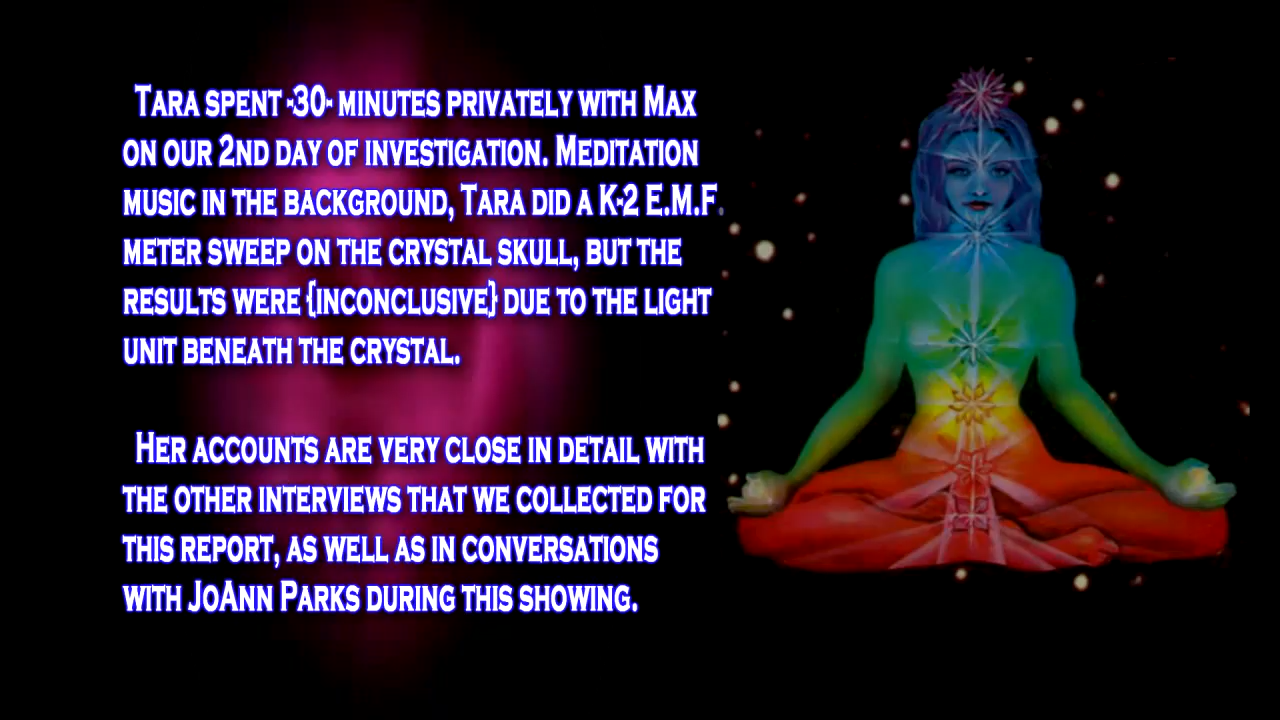 Tara spent -30- minutes privately with Max
on our 2nd day of investigation. Meditation
music in the background, Tara did a K-2 E.M.F.
meter sweep on the crystal skull, but the
results were {inconclusive} due to the light
unit beneath the crystal.
Her accounts are very close in detail with
the other interviews that we collected for
this report, as well as in conversations
with JoAnn Parks during this showing.